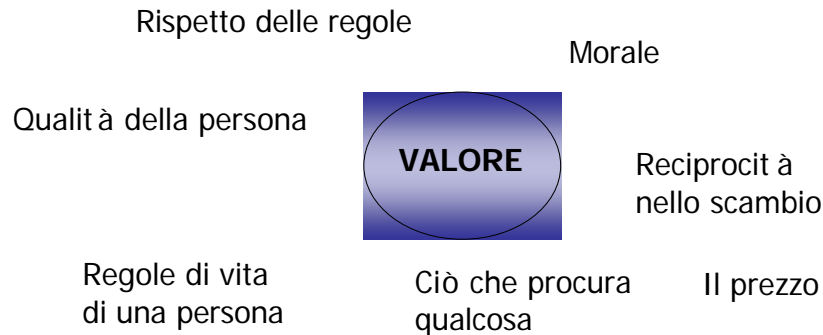 Rispetto delle regole
Morale
Qualità della persona
VALORE
Reciprocità
nello scambio
Regole di vita
di una persona
Ciò che procura
qualcosa
Il prezzo